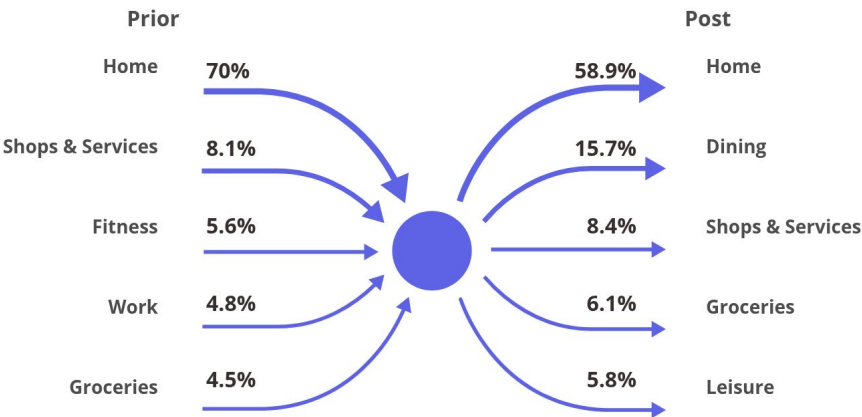 Prior
Post
Home 70%
58.9% Home
Shops & Services 8.1%
15.7% Dining
Fitness 5.6%
8.4% Shops & Services
Work 4.8%
6.1% Groceries
Groceries 4.5%
5.8% Leisure